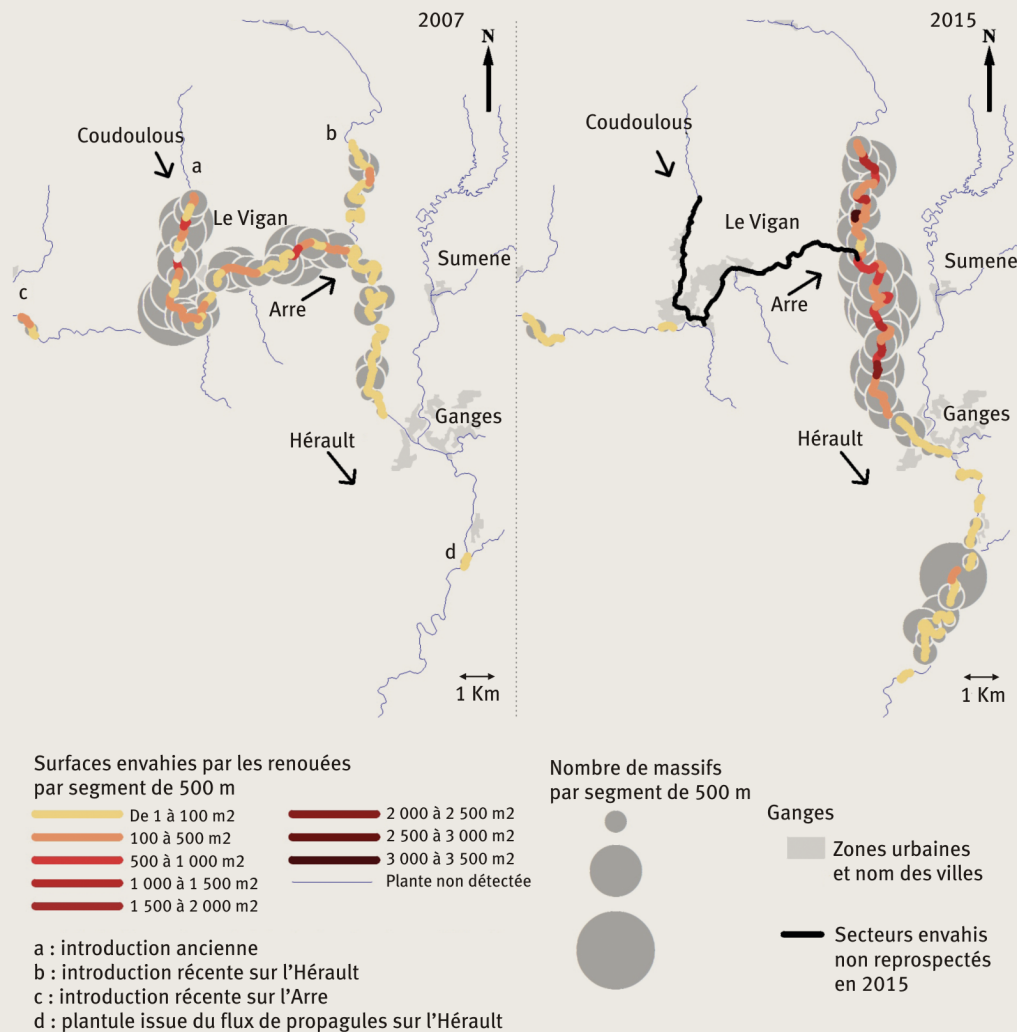 2007
N
Coudoulous
a
b
Le Vigan
Sumene
c
Arre
Ganges
Hérault
d
1 Km
2015
N
Coudoulous
Le Vigan
Sumene
Arre
Ganges
Hérault
1 Km
Surfaces envahies par les renouées
par segment de 500 m
De 1 à 100 m2
100 à 500 m2
500 à 1 000 m2
1 000 à 1 500 m2
1 500 à 2 000 m2
2 000 à 2 500 m2
2 500 à 3 000 m2
3 000 à 3 500 m2
Plante non détectée
a : introduction ancienne
b : introduction récente sur l'Hérault
c : introduction récente sur l'Arre
d : plantule issue du flux de propagules sur l'Hérault
Nombre de massifs
par segment de 500 m
Ganges
Zones urbaines
et nom des villes
Secteurs envahis
non reprospectés
en 2015